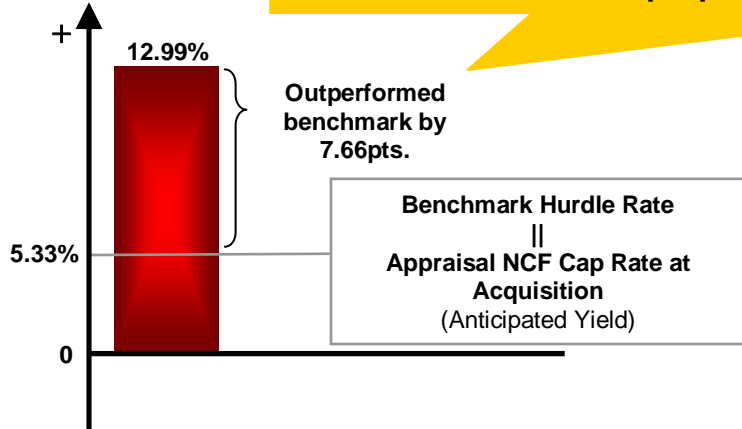 +
12.99%
Outperformed
benchmark by
7.66pts.
Benchmark Hurdle Rate
||
Appraisal NCF Cap Rate at
Acquisition
(Anticipated Yield)
5.33%
0